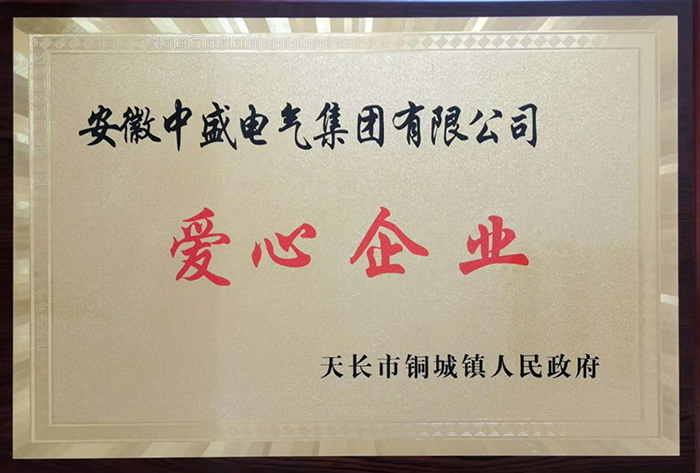 安徽中盛电气集团有限公司
爱心企业
天长市铜城镇人民政府